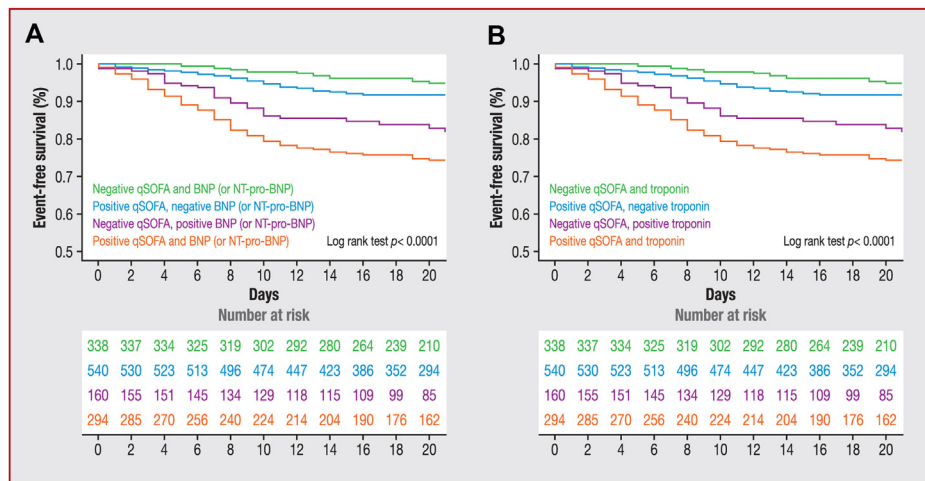 A
Event-free survival (%)
1.0
0.9
0.8
0.7
0.6
0.5
Negative qSOFA and BNP (or NT-pro-BNP)
Positive qSOFA, negative BNP (or NT-pro-BNP)
Negative qSOFA, positive BNP (or NT-pro-BNP)
Positive qSOFA and BNP (or NT-pro-BNP)
Log rank test p< 0.0001
0 2 4 6 8 10 12 14 16 18 20
Days
Number at risk
338 337 334 325 319 302 292 280 264 239 210
540 530 523 513 496 474 447 423 386 352 294
160 155 151 145 134 129 118 115 109 99 85
294 285 270 256 240 224 214 204 190 176 162
0 2 4 6 8 10 12 14 16 18 20
B
Event-free survival (%)
1.0
0.9
0.8
0.7
0.6
0.5
Negative qSOFA and troponin
Positive qSOFA, negative troponin
Negative qSOFA, positive troponin
Positive qSOFA and troponin
Log rank test p< 0.0001
0 2 4 6 8 10 12 14 16 18 20
Days
Number at risk
338 337 334 325 319 302 292 280 264 239 210
540 530 523 513 496 474 447 423 386 352 294
160 155 151 145 134 129 118 115 109 99 85
294 285 270 256 240 224 214 204 190 176 162
0 2 4 6 8 10 12 14 16 18 20